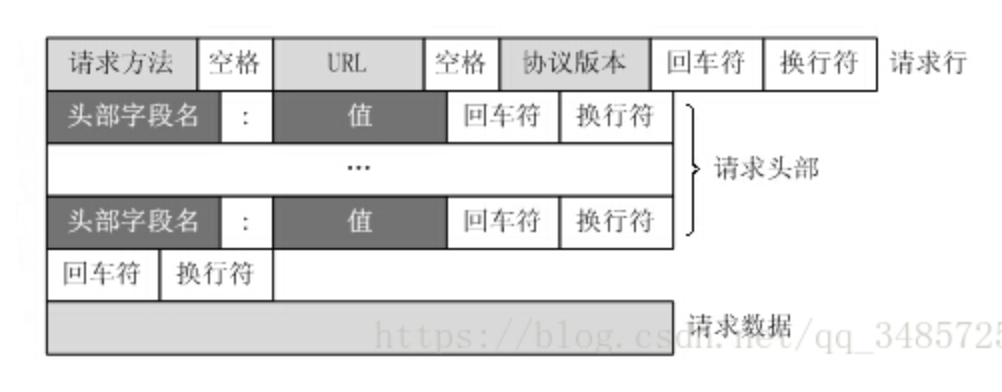 请求方法 空格 URL 空格 协议版本 回车符 换行符 请求行
头部字段名 : 值 回车符 换行符
… 请求头部
头部字段名 : 值 回车符 换行符
回车符 换行符
请求数据
https://blog.csdn.net/qq_3485725